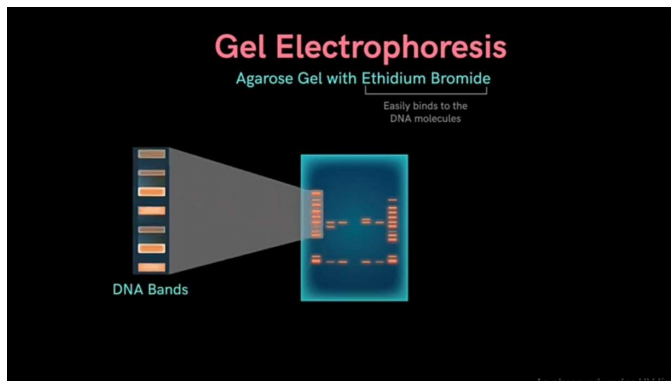 Gel Electrophoresis
Agarose Gel with Ethidium Bromide
Easily binds to the
DNA molecules
DNA Bands